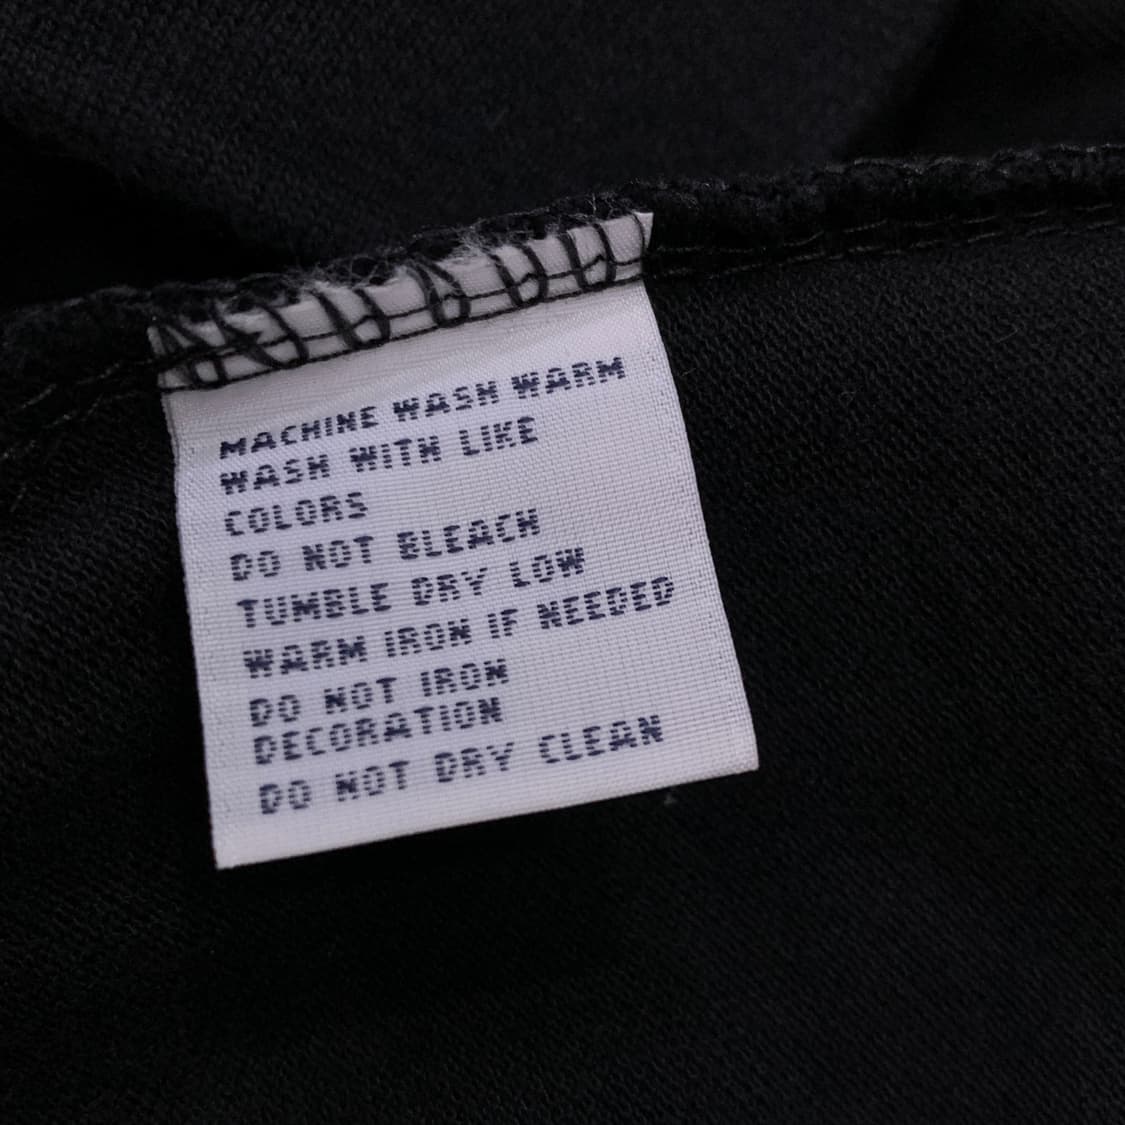 MACHINE WASH WARM
WASH WITH LIKE
COLORS
DO NOT BLEACH
TUMBLE DRY LOW
WARM IRON IF NEEDED
DO NOT IRON
DECORATION
DO NOT DRY CLEAN